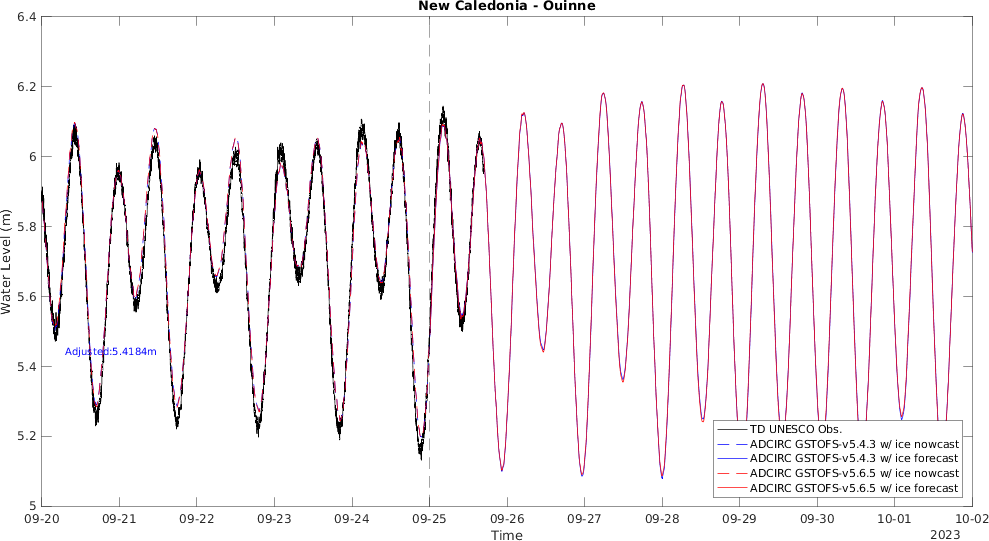 New Caledonia - Ouinne
6.4
6.2
6
5.8
5.6
5.4
5.2
5
Water Level (m)
Adjusted:5.4184m
TD UNESCO Obs.
ADCIRC GSTOFS-v5.4.3 w/ ice nowcast
ADCIRC GSTOFS-v5.4.3 w/ ice forecast
ADCIRC GSTOFS-v5.6.5 w/ ice nowcast
ADCIRC GSTOFS-v5.6.5 w/ ice forecast
09-20 09-21 09-22 09-23 09-24 09-25 09-26 09-27 09-28 09-29 09-30 10-01 10-02
Time
2023